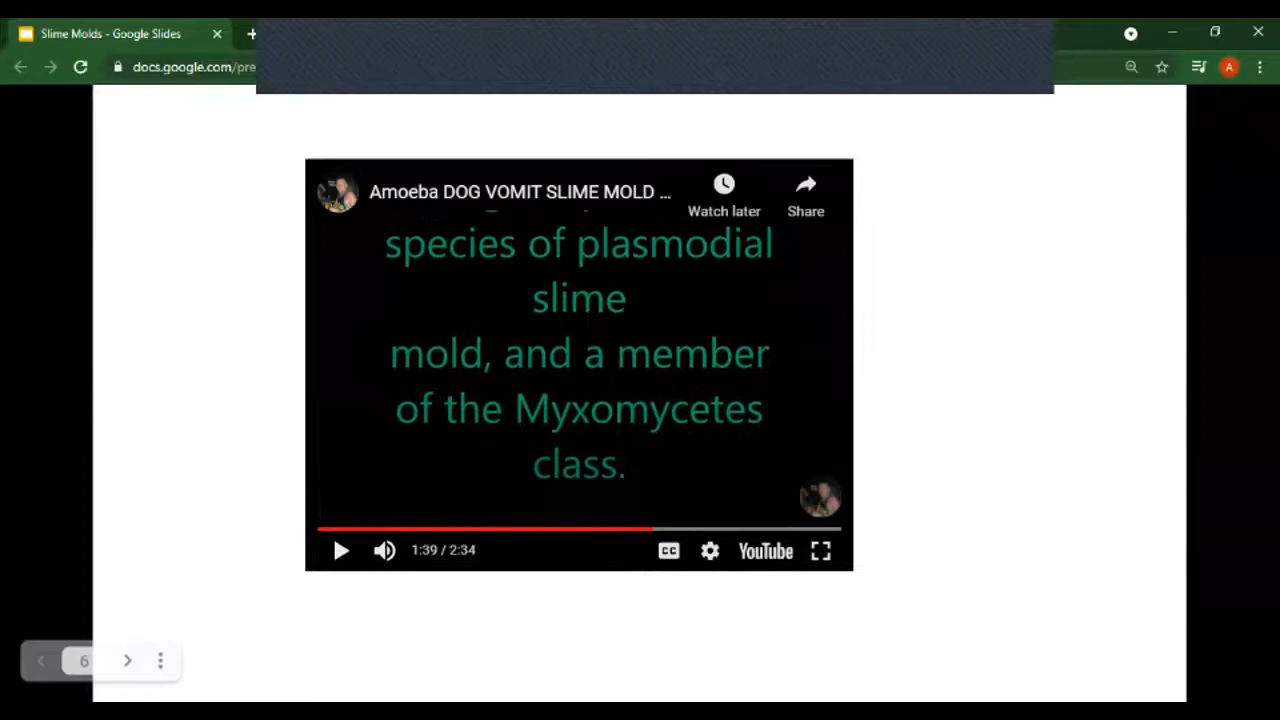 Slime Molds - Google Slides
docs.google.com/pre
A
Amoeba DOG VOMIT SLIME MOLD ...
Watch later
Share
species of plasmodial
slime
mold, and a member
of the Myxomycetes
class.
1:39 / 2:34
CC
YouTube
6